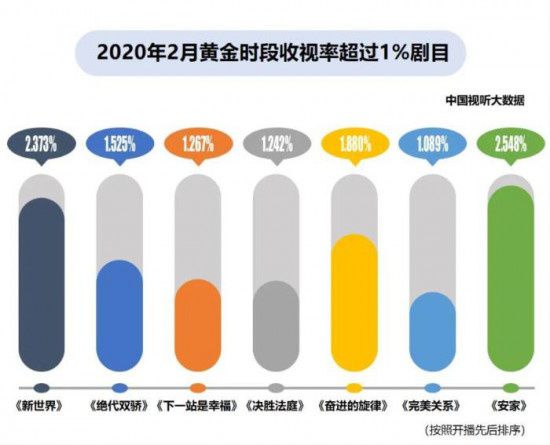 2020年2月黄金时段收视率超过1%剧目
中国视听大数据
2.373% 1.525% 1.267% 1.242% 1.880% 1.089% 2.548%
《新世界》 《绝代双骄》 《下一站是幸福》 《决胜法庭》 《奋进的旋律》 《完美关系》 《安家》
(按照开播先后排序)